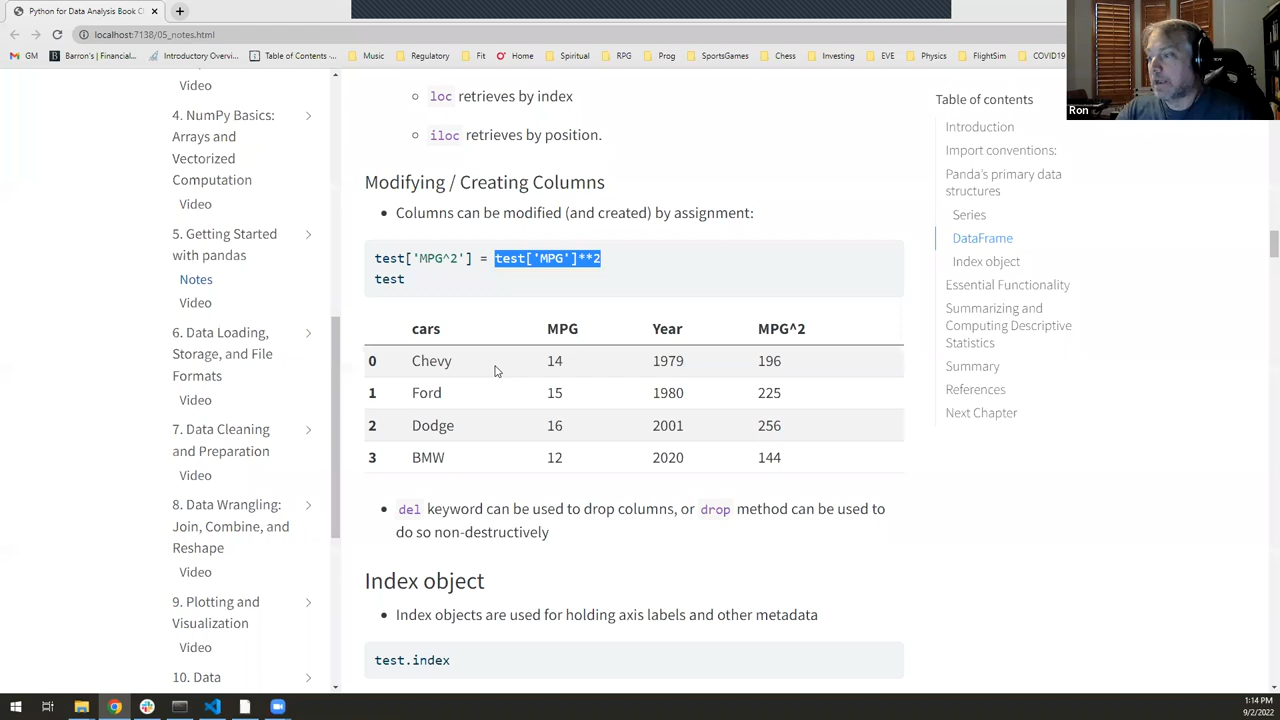 Python for Data Analysis Book Cl
localhost:7138/05_notes.html
GM
Barron's | Financial...
Introductory
Table of Conte
Music
Fit
Home
Spiritual
RPG
SportsGames
Chess
EVE
Physics
FlightSim
COVID19
Ron
Video
4. NumPy Basics:
Arrays and
Vectorized
Computation
Video
5. Getting Started
with pandas
Notes
Video
6. Data Loading,
Storage, and File
Formats
Video
7. Data Cleaning
and Preparation
Video
8. Data Wrangling:
Join, Combine, and
Reshape
Video
9. Plotting and
Visualization
Video
10. Data
loc retrieves by index
iloc retrieves by position.
Modifying / Creating Columns
Columns can be modified (and created) by assignment:
test['MPG^2'] = test['MPG']**2
test
cars MPG Year MPG^2
0 Chevy 14 1979 196
1 Ford 15 1980 225
2 Dodge 16 2001 256
3 BMW 12 2020 144
del keyword can be used to drop columns, or drop method can be used to
do so non-destructively
Index object
Index objects are used for holding axis labels and other metadata
test.index
Table of contents
Introduction
Import conventions:
Panda's primary data
structures
Series
DataFrame
Index object
Essential Functionality
Summarizing and
Computing Descriptive
Statistics
Summary
References
Next Chapter
1:14 PM
9/2/2022